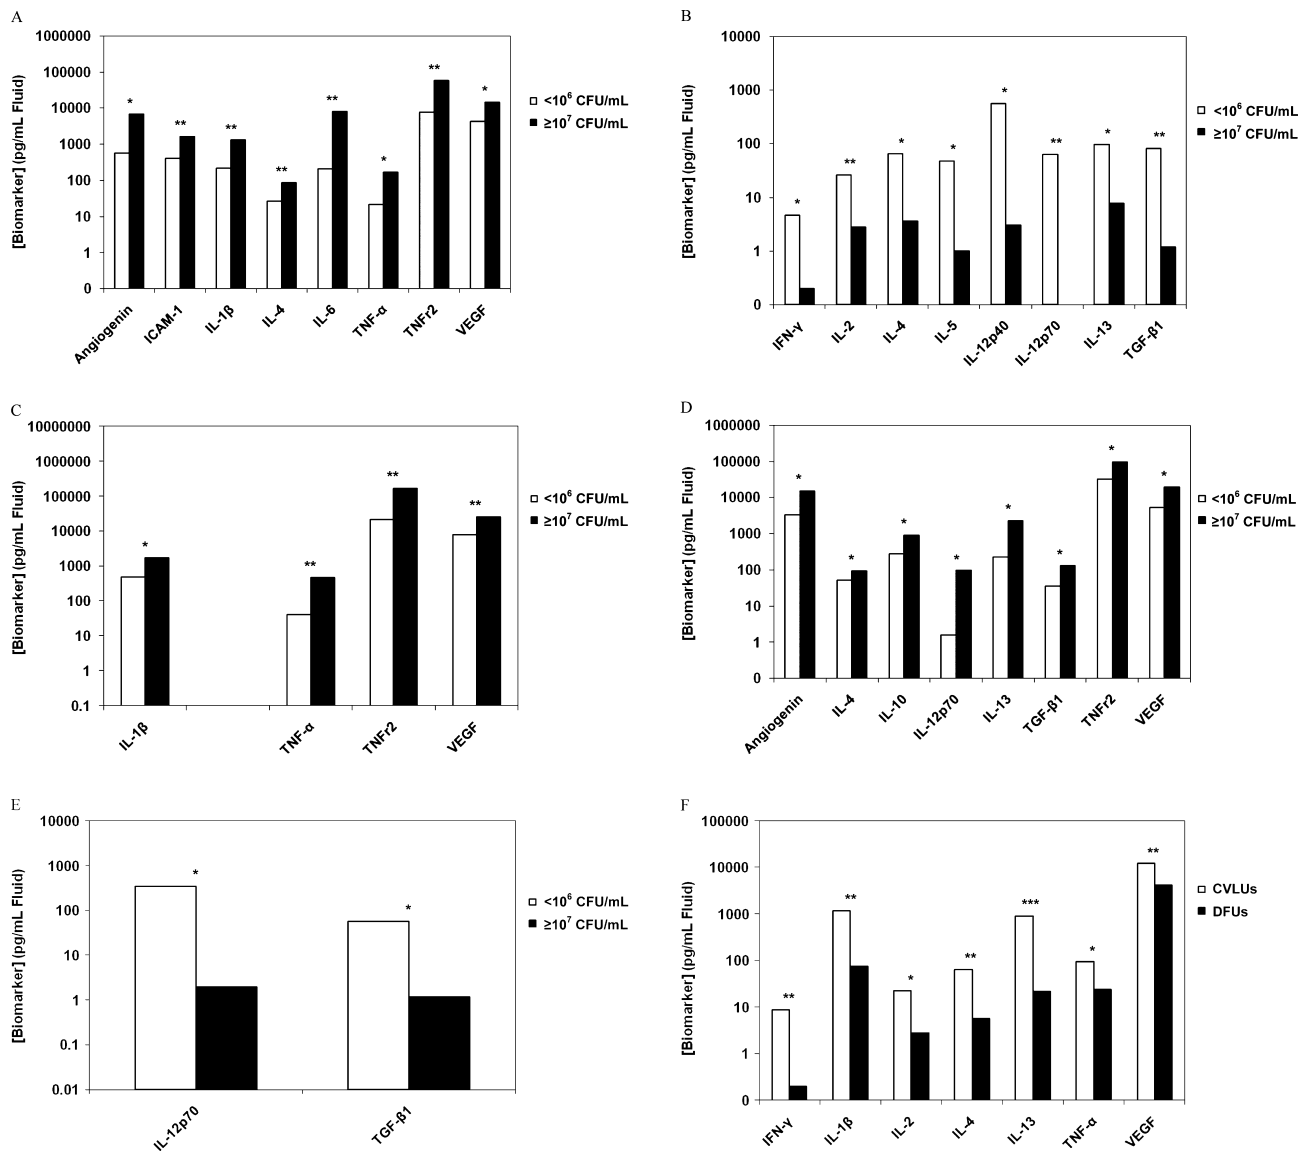 A
[Biomarker] (pg/mL Fluid)
1000000
100000
10000
1000
100
10
1
0
* ** ** ** ** * ** *
Angiogenin ICAM-1 IL-1β IL-4 IL-6 TNF-α TNFr2 VEGF
<10⁶ CFU/mL
≥10⁷ CFU/mL
B
[Biomarker] (pg/mL Fluid)
10000
1000
100
10
1
0
* ** * * * ** * **
IFN-γ IL-2 IL-4 IL-5 IL-12p40 IL-12p70 IL-13 TGF-β1
<10⁶ CFU/mL
≥10⁷ CFU/mL
C
[Biomarker] (pg/mL Fluid)
10000000
1000000
100000
10000
1000
100
10
1
0.1
* ** ** **
IL-1β TNF-α TNFr2 VEGF
<10⁶ CFU/mL
≥10⁷ CFU/mL
D
[Biomarker] (pg/mL Fluid)
1000000
100000
10000
1000
100
10
1
0
* * * * * * * *
Angiogenin IL-4 IL-10 IL-12p70 IL-13 TGF-β1 TNFr2 VEGF
<10⁶ CFU/mL
≥10⁷ CFU/mL
E
[Biomarker] (pg/mL Fluid)
10000
1000
100
10
1
0.1
0.01
* *
IL-12p70 TGF-β1
<10⁶ CFU/mL
≥10⁷ CFU/mL
F
[Biomarker] (pg/mL Fluid)
100000
10000
1000
100
10
1
0
** ** * ** *** * **
IFN-γ IL-1β IL-2 IL-4 IL-13 TNF-α VEGF
CVLUs
DFUs